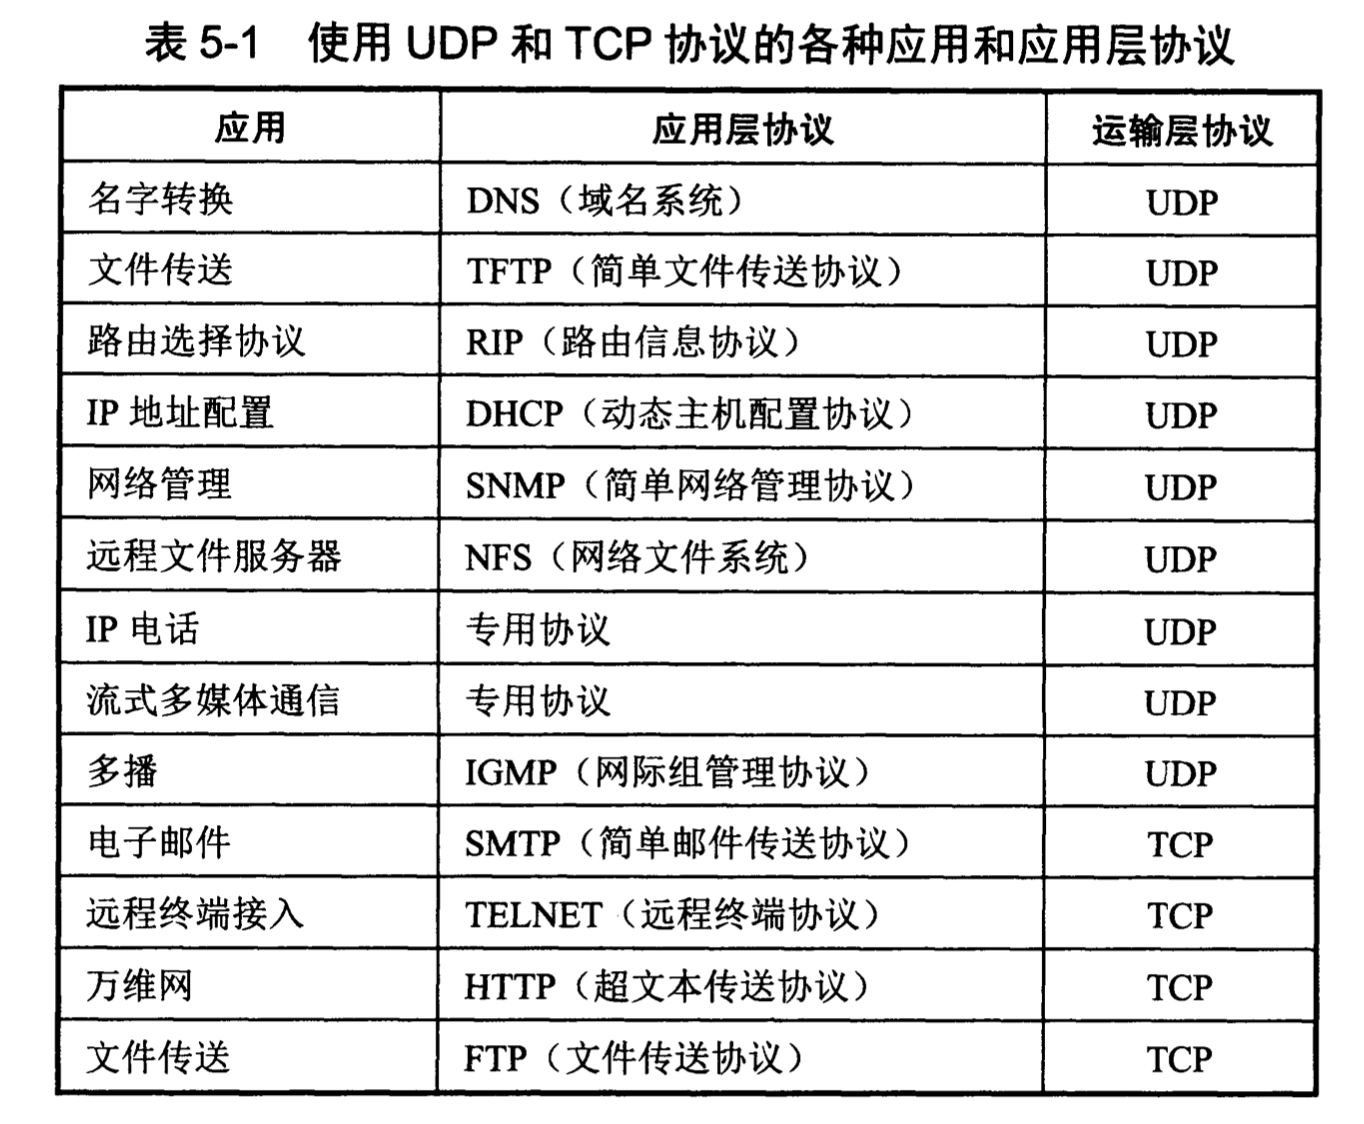 表 5-1 使用 UDP 和 TCP 协议的各种应用和应用层协议
应用 应用层协议 运输层协议
名字转换 DNS（域名系统） UDP
文件传送 TFTP（简单文件传送协议） UDP
路由选择协议 RIP（路由信息协议） UDP
IP 地址配置 DHCP（动态主机配置协议） UDP
网络管理 SNMP（简单网络管理协议） UDP
远程文件服务器 NFS（网络文件系统） UDP
IP 电话 专用协议 UDP
流式多媒体通信 专用协议 UDP
多播 IGMP（网际组管理协议） UDP
电子邮件 SMTP（简单邮件传送协议） TCP
远程终端接入 TELNET（远程终端协议） TCP
万维网 HTTP（超文本传送协议） TCP
文件传送 FTP（文件传送协议） TCP